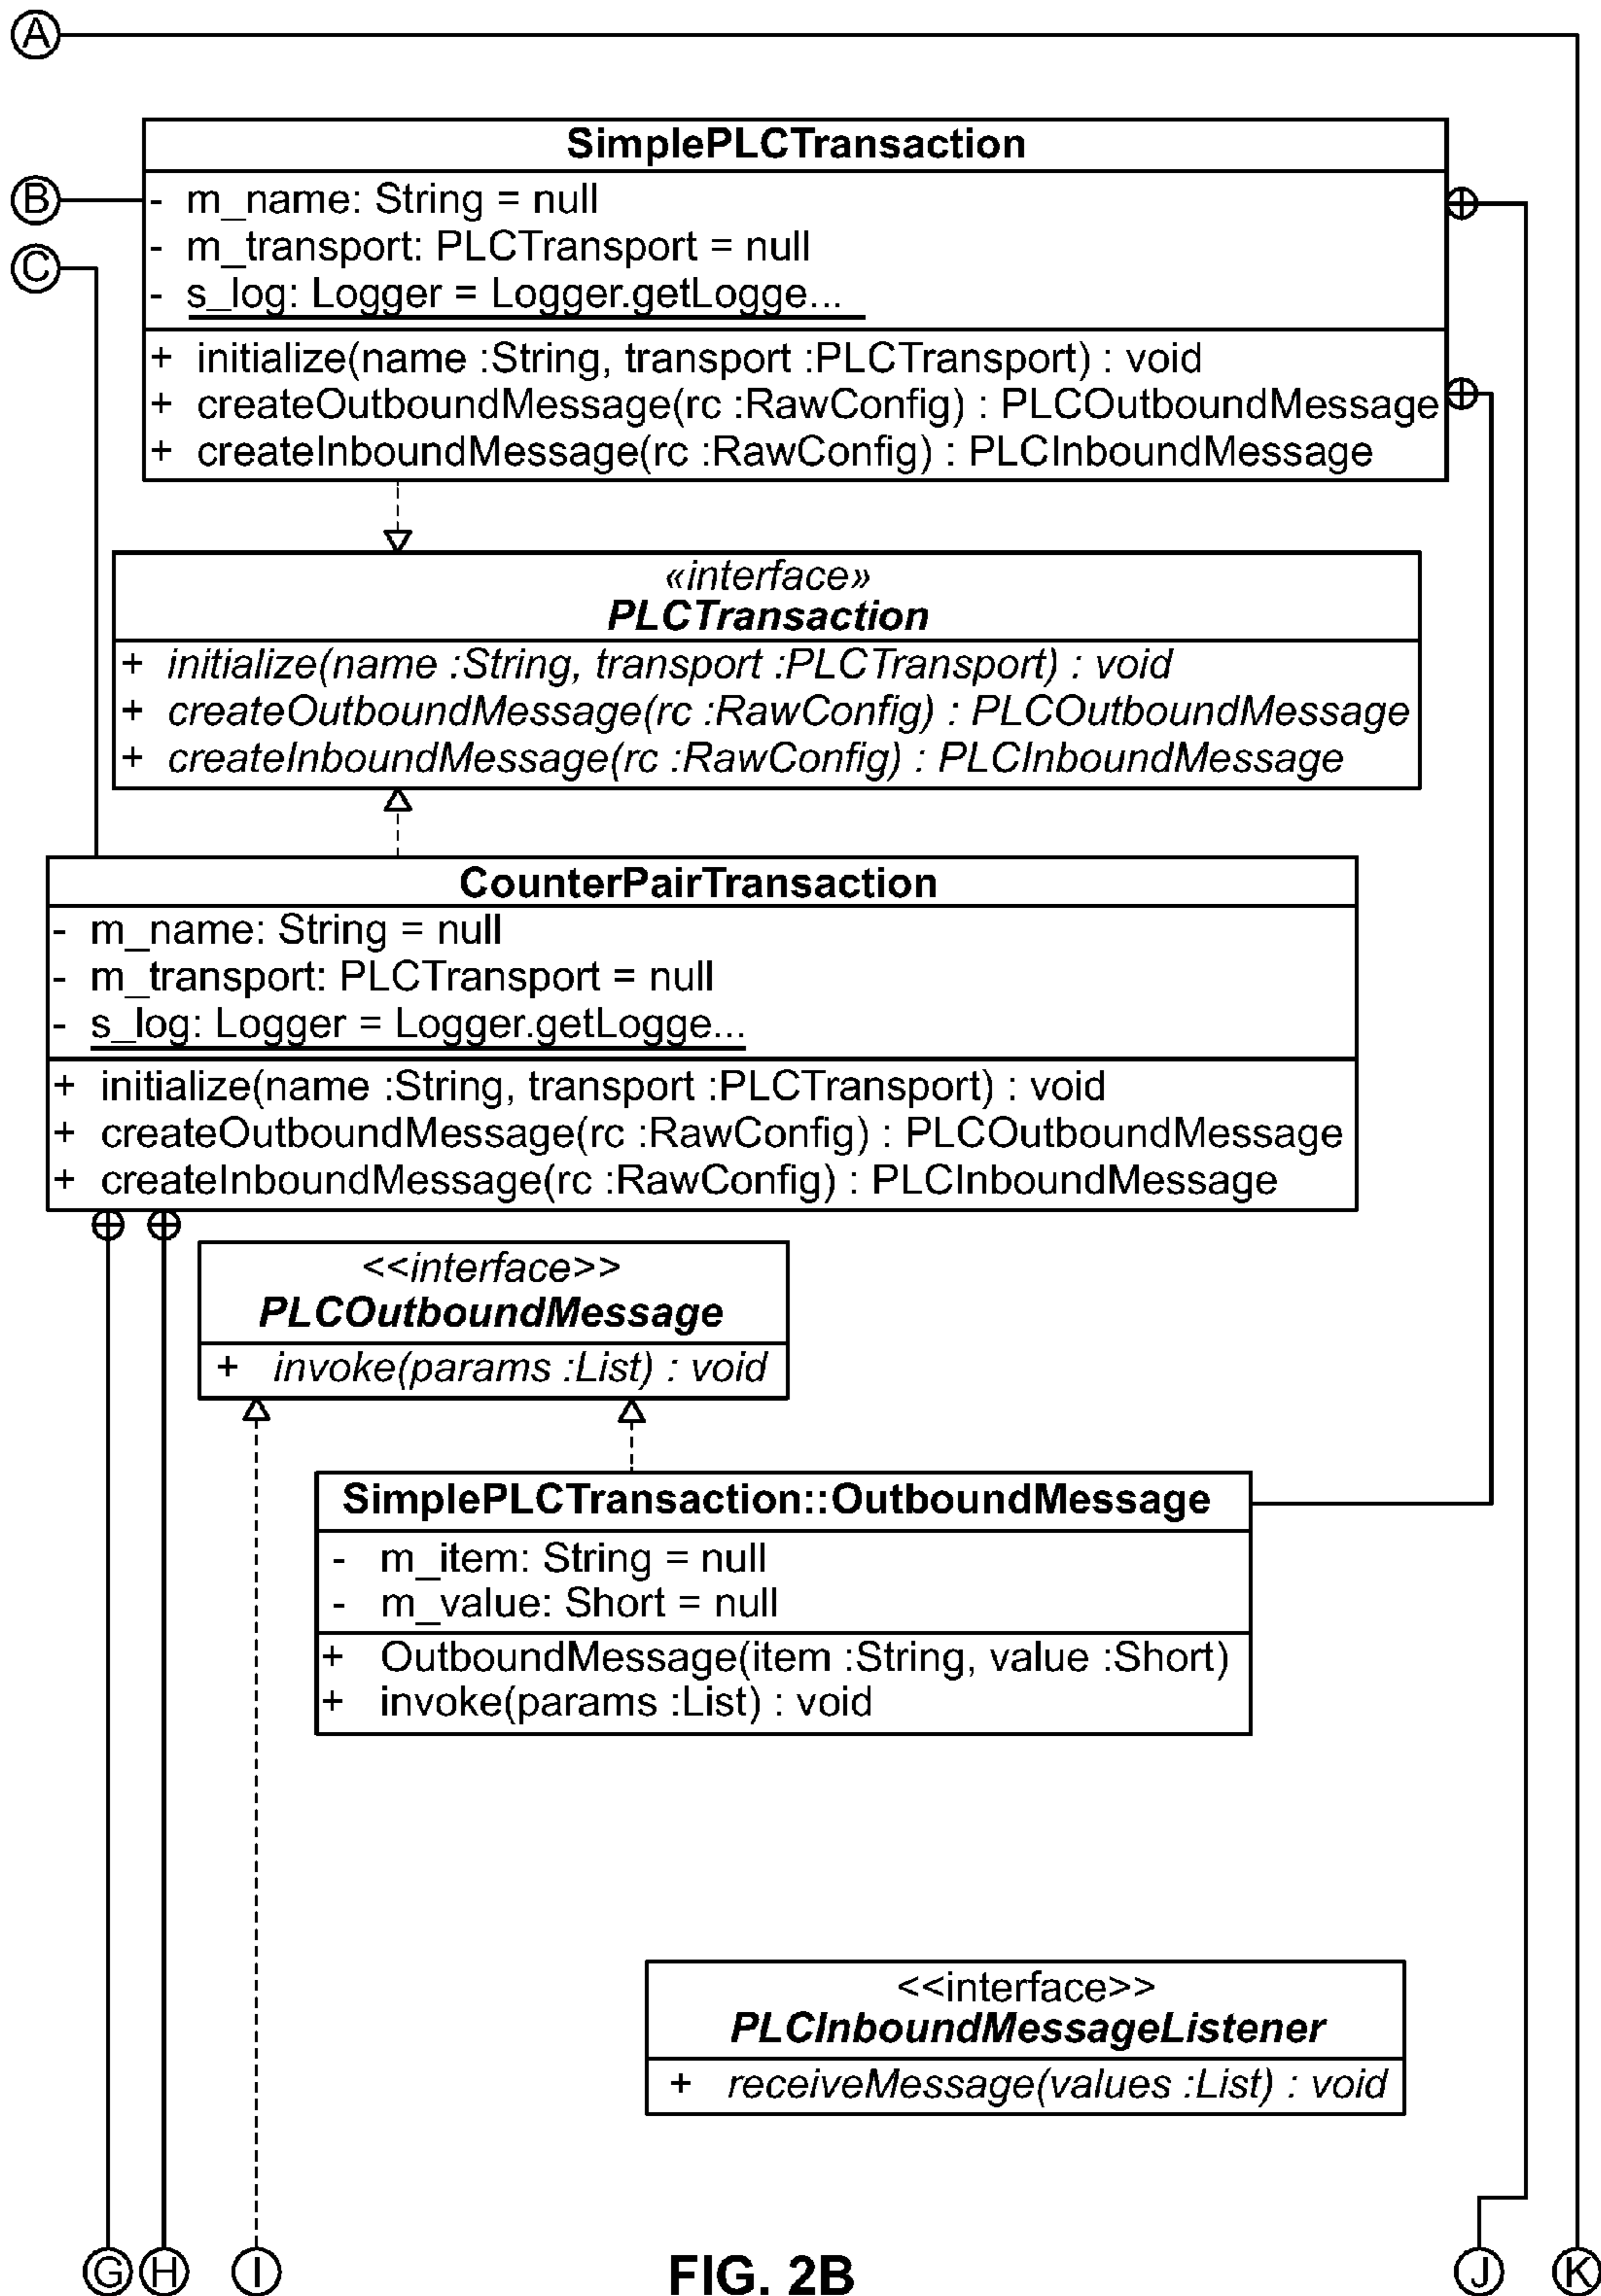 A
SimplePLCTransaction
B
- m_name: String = null
- m_transport: PLCTransport = null
C
- s_log: Logger = Logger.getLogge...
+ initialize(name :String, transport :PLCTransport) : void
+ createOutboundMessage(rc :RawConfig) : PLCOutboundMessage
+ createInboundMessage(rc :RawConfig) : PLCInboundMessage
«interface»
PLCTransaction
+ initialize(name :String, transport :PLCTransport) : void
+ createOutboundMessage(rc :RawConfig) : PLCOutboundMessage
+ createInboundMessage(rc :RawConfig) : PLCInboundMessage
CounterPairTransaction
- m_name: String = null
- m_transport: PLCTransport = null
- s_log: Logger = Logger.getLogge...
+ initialize(name :String, transport :PLCTransport) : void
+ createOutboundMessage(rc :RawConfig) : PLCOutboundMessage
+ createInboundMessage(rc :RawConfig) : PLCInboundMessage
<<interface>>
PLCOutboundMessage
+ invoke(params :List) : void
SimplePLCTransaction::OutboundMessage
- m_item: String = null
- m_value: Short = null
+ OutboundMessage(item :String, value :Short)
+ invoke(params :List) : void
<<interface>>
PLCInboundMessageListener
+ receiveMessage(values :List) : void
G H I J K
FIG. 2B